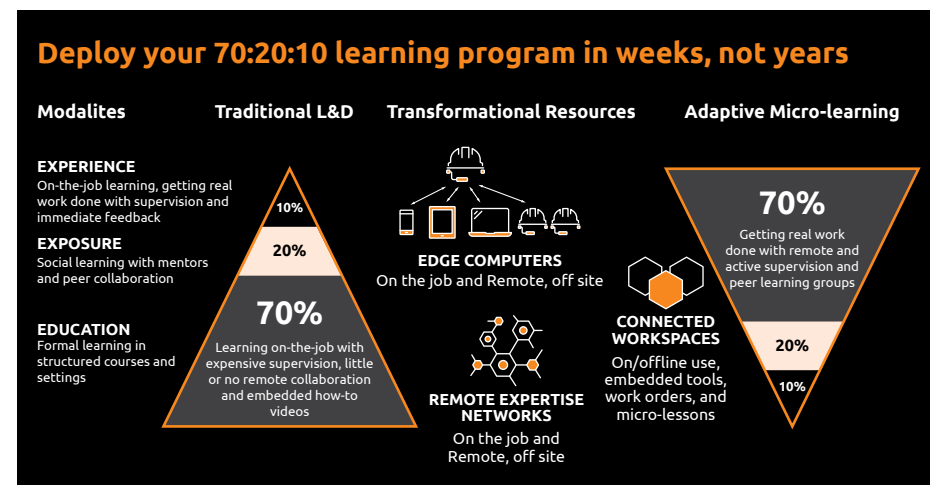 Deploy your 70:20:10 learning program in weeks, not years
Modalites
Traditional L&D
Transformational Resources
Adaptive Micro-learning
EXPERIENCE
On-the-job learning, getting real
work done with supervision and
immediate feedback
EXPOSURE
Social learning with mentors
and peer collaboration
EDUCATION
Formal learning in
structured courses and
settings
10%
20%
70%
Learning on-the-job with
expensive supervision, little
or no remote collaboration
and embedded how-to
videos
EDGE COMPUTERS
On the job and Remote, off site
REMOTE EXPERTISE
NETWORKS
On the job and
Remote, off site
CONNECTED
WORKSPACES
On/offline use,
embedded tools,
work orders, and
micro-lessons
70%
Getting real work
done with remote and
active supervision and
peer learning groups
20%
10%